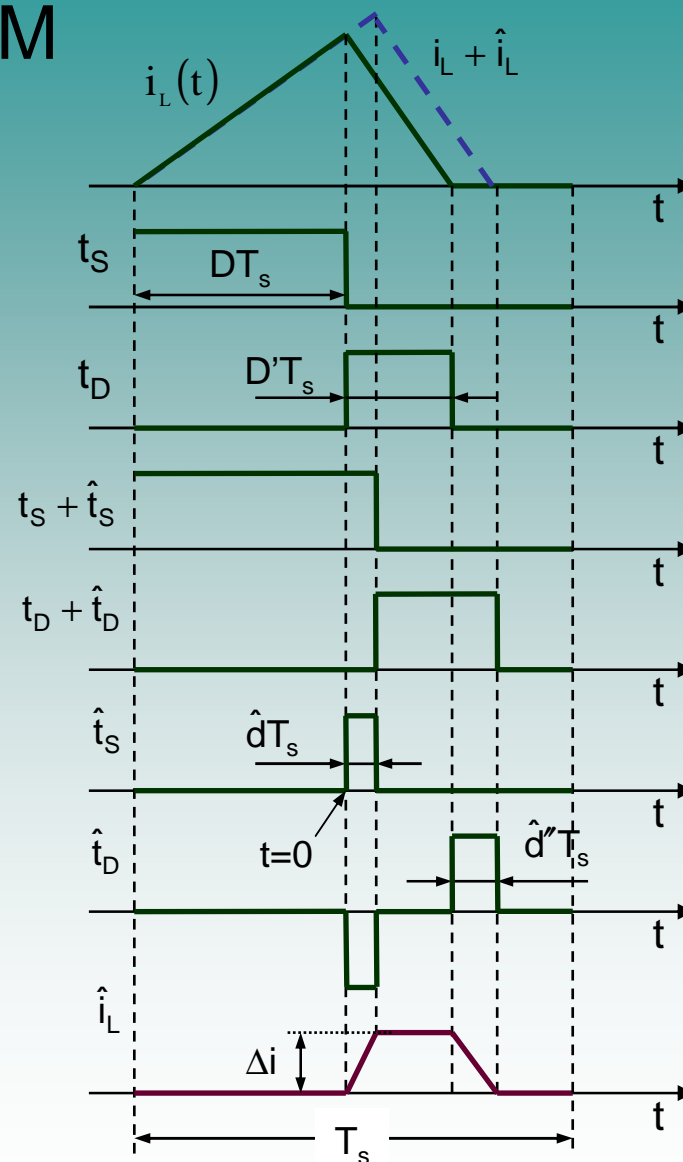 M
i_L(t)
i_L + î_L
t
t_S
DT_s
t
t_D
D’T_s
t
t_S + t̂_S
t
t_D + t̂_D
t
t̂_S
d̂T_s
t
t=0
t̂_D
d̂″T_s
t
î_L
Δi
t
T_s